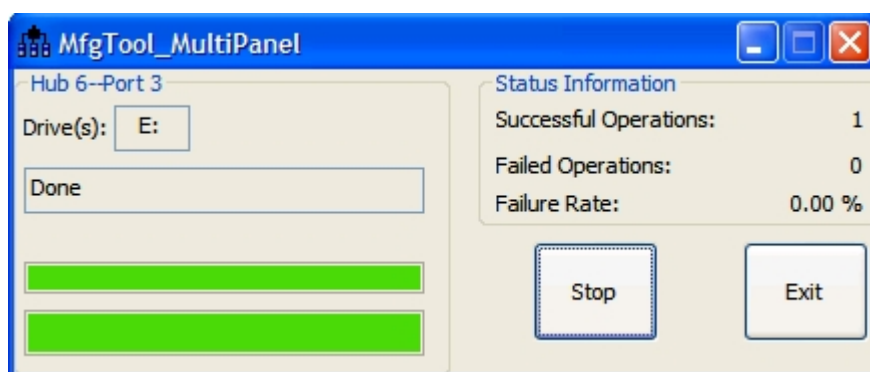 MfgTool_MultiPanel
Hub 6--Port 3
Drive(s): E:
Done
Status Information
Successful Operations: 1
Failed Operations: 0
Failure Rate: 0.00 %
Stop
Exit